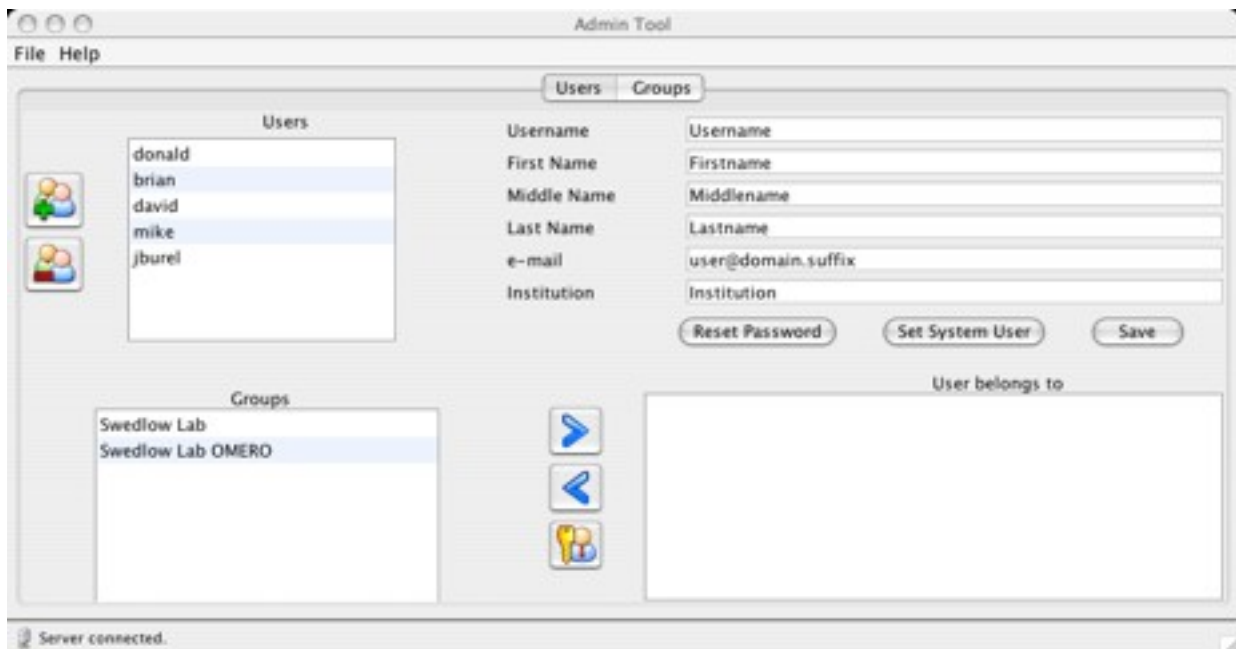 Admin Tool
File Help
Users Groups
Users
donald
brian
david
mike
jburel
Username Username
First Name Firstname
Middle Name Middlename
Last Name Lastname
e-mail user@domain.suffix
Institution Institution
Reset Password Set System User Save
Groups
Swedlow Lab
Swedlow Lab OMERO
User belongs to
Server connected.